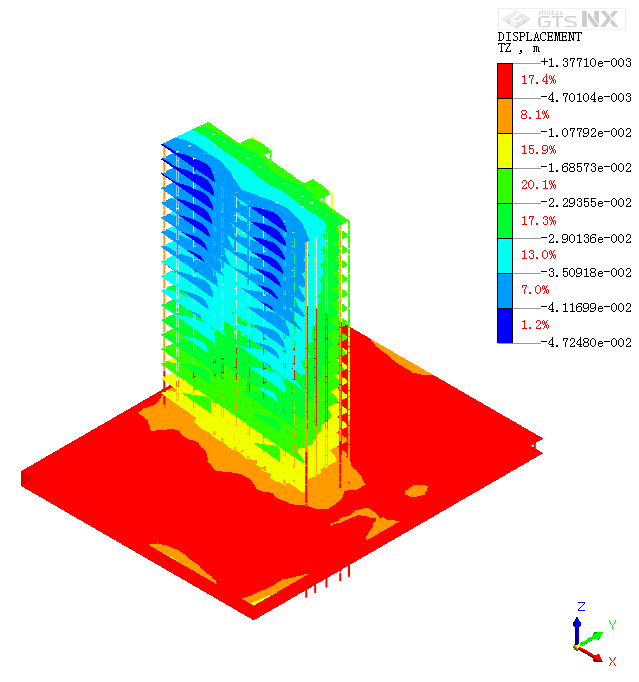 midas
GTS NX
DISPLACEMENT
TZ , m
+1.37710e-003
17.4%
-4.70104e-003
8.1%
-1.07792e-002
15.9%
-1.68573e-002
20.1%
-2.29355e-002
17.3%
-2.90136e-002
13.0%
-3.50918e-002
7.0%
-4.11699e-002
1.2%
-4.72480e-002
Z
Y
X